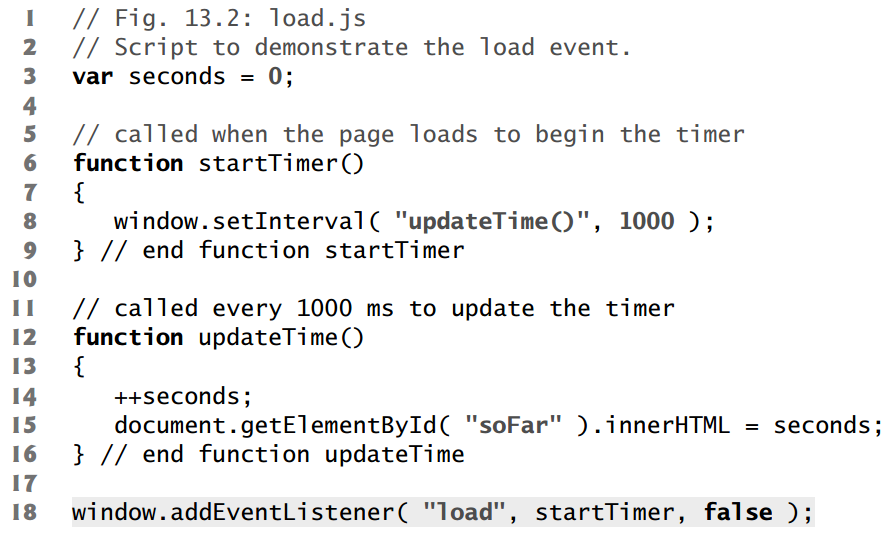 1 // Fig. 13.2: load.js
2 // Script to demonstrate the load event.
3 var seconds = 0;
4
5 // called when the page loads to begin the timer
6 function startTimer()
7 {
8 window.setInterval( "updateTime()", 1000 );
9 } // end function startTimer
10
11 // called every 1000 ms to update the timer
12 function updateTime()
13 {
14 ++seconds;
15 document.getElementById( "soFar" ).innerHTML = seconds;
16 } // end function updateTime
17
18 window.addEventListener( "load", startTimer, false );